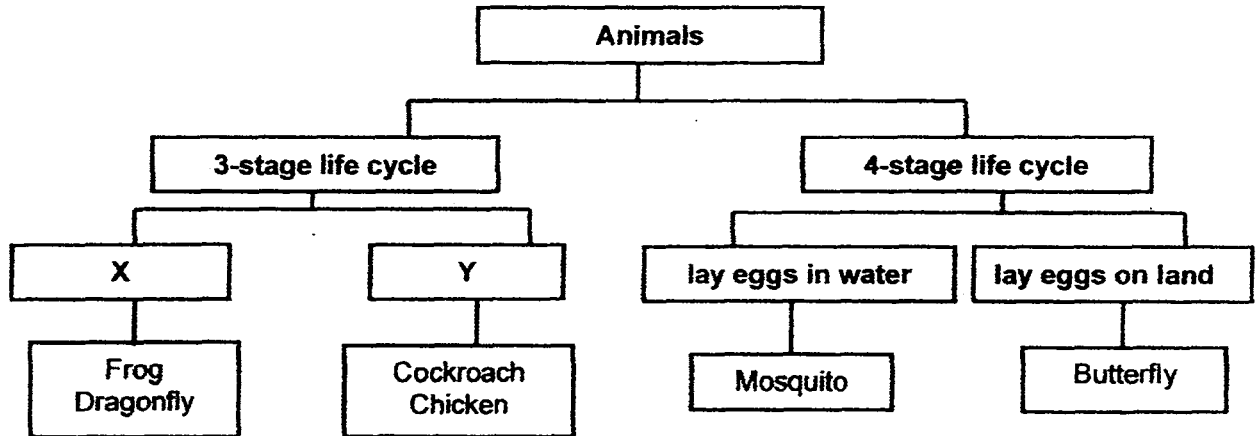 Animals
3-stage life cycle
4-stage life cycle
X
Y
lay eggs in water
lay eggs on land
Frog
Dragonfly
Cockroach
Chicken
Mosquito
Butterfly